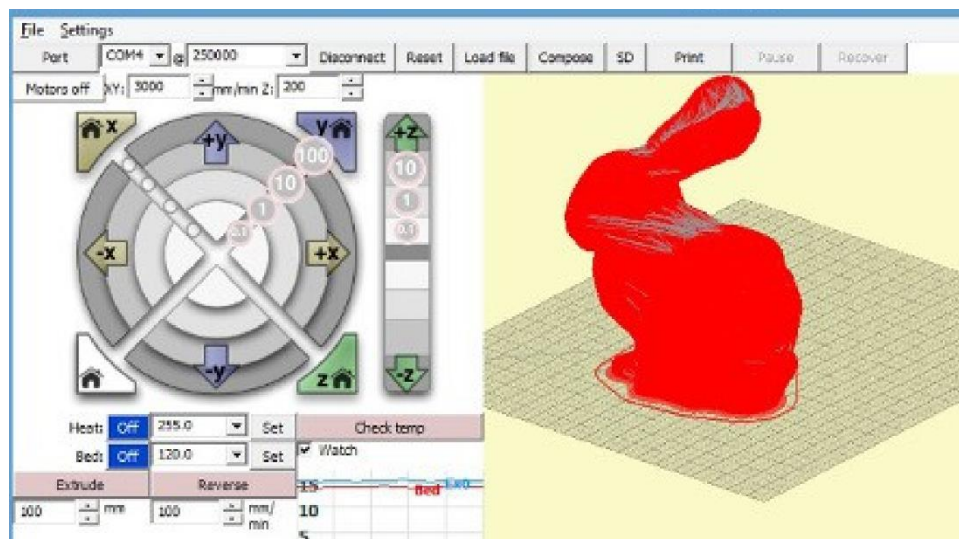 File Settings
Port COM4 @ 250000 Disconnect Reset Load file Compose SD Print Pause Recover
Motors off XY: 3000 mm/min Z: 200
x +y y +z
100 10
10 1
1 0.1
0.1
-x +x
-y z -z
Heat: Off 255.0 Set Check temp
Bed: Off 120.0 Set Watch
Extrude Reverse 15 Bed Ex0
100 mm 100 mm/min 10
5